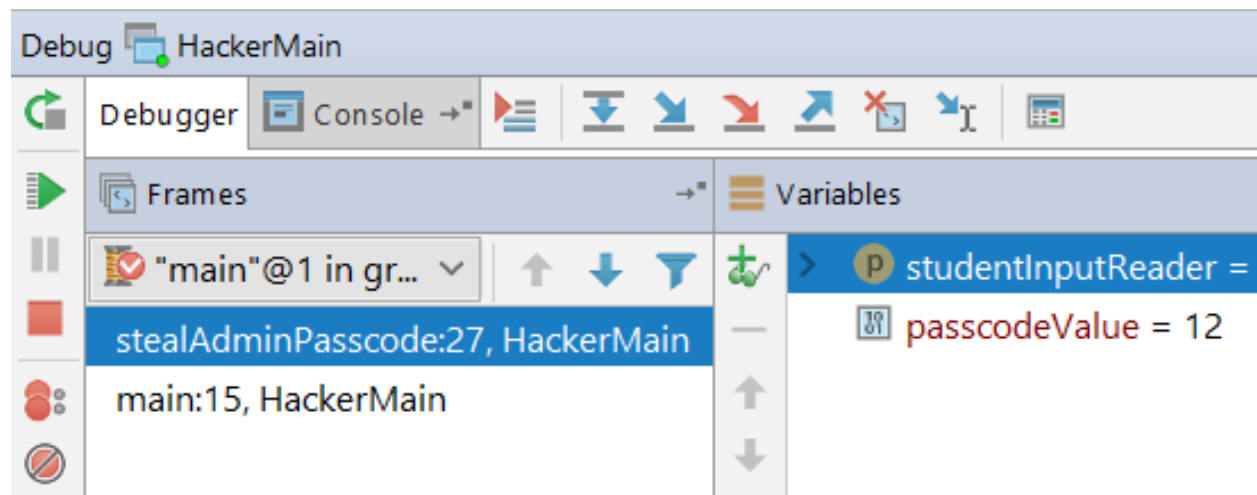 Debug HackerMain
Debugger Console
Frames
Variables
"main"@1 in gr...
studentInputReader =
stealAdminPasscode:27, HackerMain
passcodeValue = 12
main:15, HackerMain